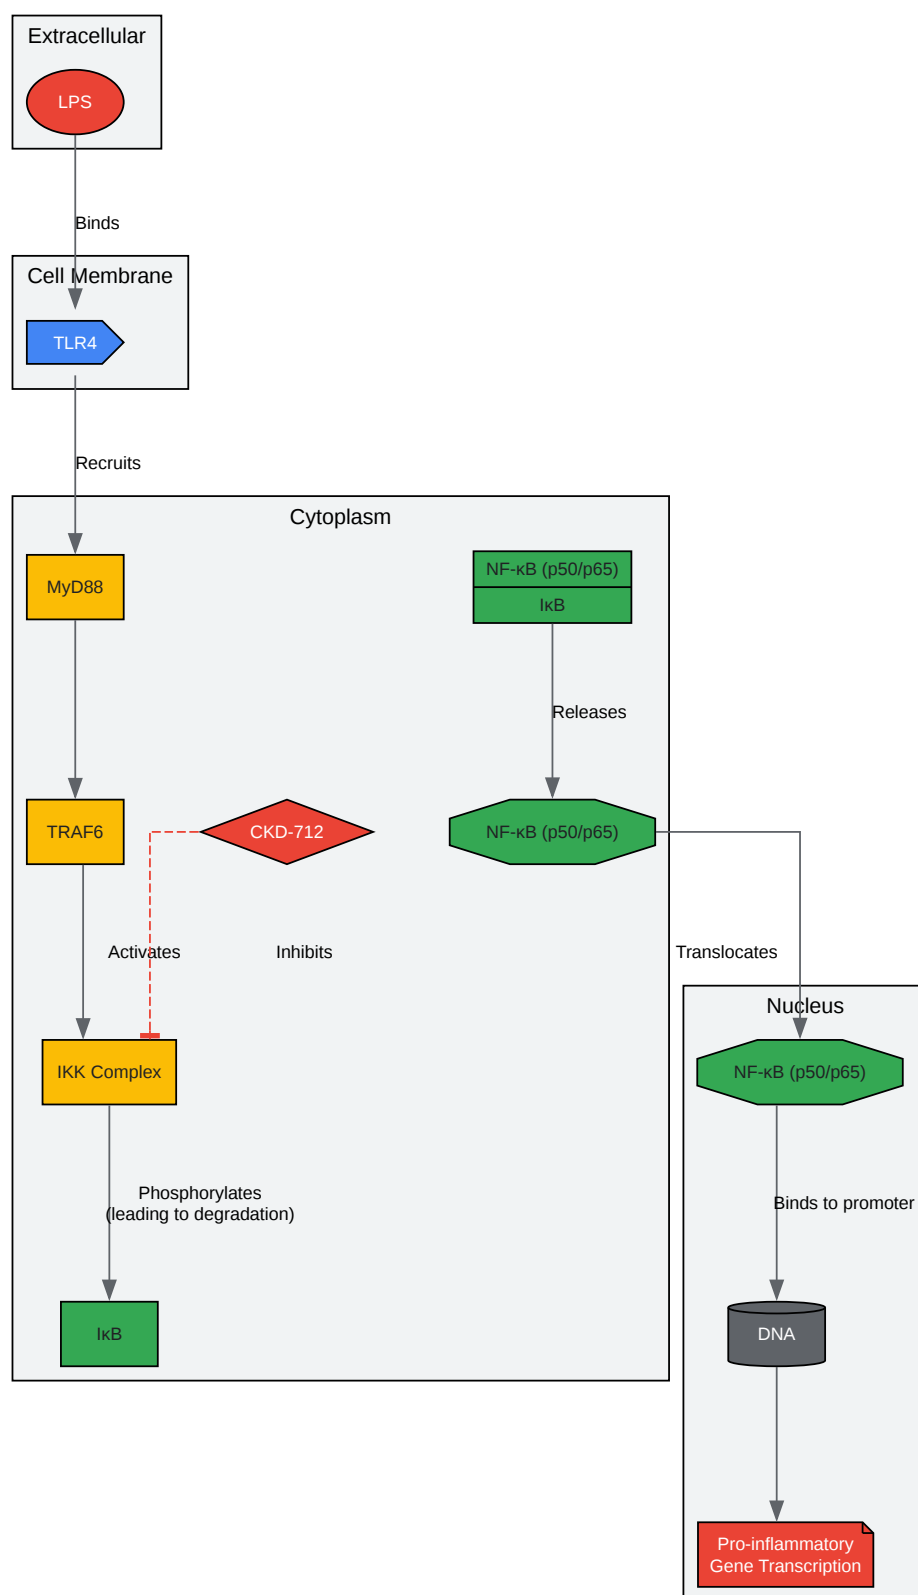 Extracellular
LPS
Binds
Cell Membrane
TLR4
Recruits
Cytoplasm
MyD88
NF-κB (p50/p65)
IκB
Releases
TRAF6
CKD-712
NF-κB (p50/p65)
Activates
Inhibits
Translocates
Nucleus
IKK Complex
NF-κB (p50/p65)
Phosphorylates
(leading to degradation)
Binds to promoter
IκB
DNA
Pro-inflammatory
Gene Transcription